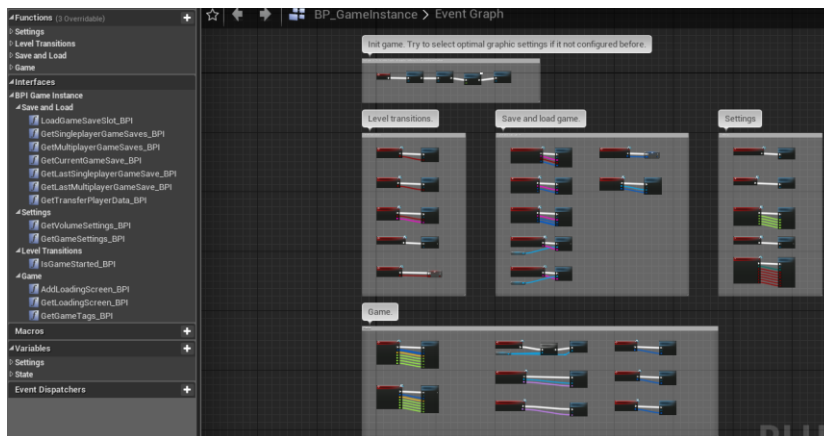 Functions (3 Overridable)
Settings
Level Transitions
Save and Load
Game
Interfaces
BPI Game Instance
Save and Load
LoadGameSaveSlot_BPI
GetSingleplayerGameSaves_BPI
GetMultiplayerGameSaves_BPI
GetCurrentGameSave_BPI
GetLastSingleplayerGameSave_BPI
GetLastMultiplayerGameSave_BPI
GetTransferPlayerData_BPI
Settings
GetVolumeSettings_BPI
GetGameSettings_BPI
Level Transitions
IsGameStarted_BPI
Game
AddLoadingScreen_BPI
GetLoadingScreen_BPI
GetGameTags_BPI
Macros
Variables
Settings
State
Event Dispatchers
BP_GameInstance > Event Graph
Init game. Try to select optimal graphic settings if it not configured before.
Level transitions.
Save and load game.
Settings
Game.